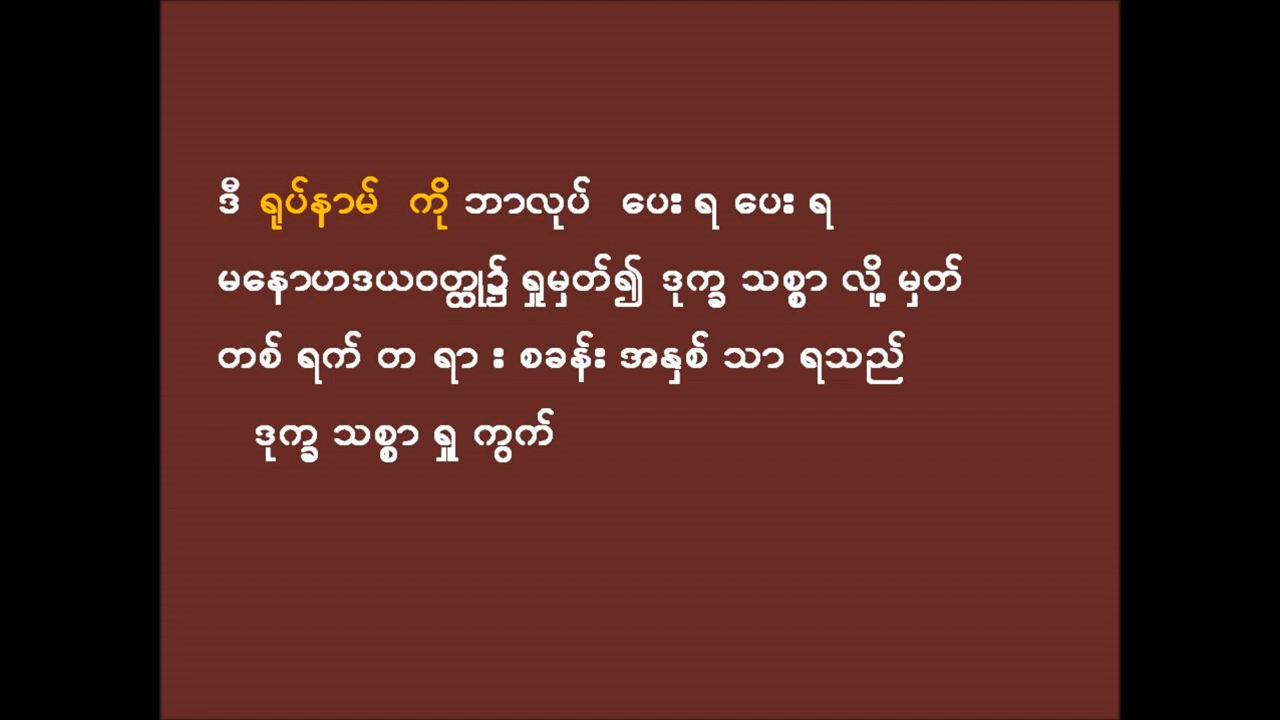 ဒီ ရုပ်နာမ် ကို ဘာလုပ် ပေး ရ ပေး ရ
မနောဟဒယဝတ္ထု၌ ရှုမှတ်၍ ဒုက္ခ သစ္စာ လို့ မှတ်
တစ် ရက် တ ရာ း စခန်း အနှစ် သာ ရသည်
ဒုက္ခ သစ္စာ ရှု ကွက်